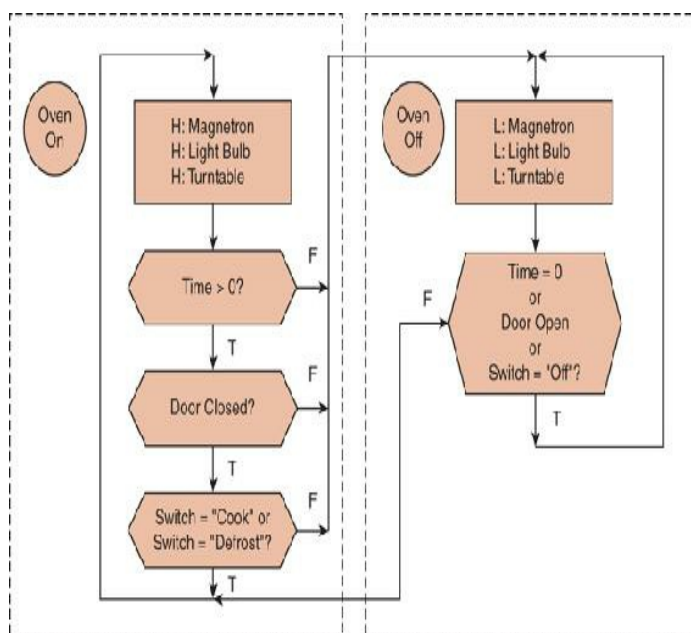 Oven
On
H: Magnetron
H: Light Bulb
H: Turntable
Time > 0?
F
T
Door Closed?
F
T
Switch = "Cook" or
Switch = "Defrost"?
F
T
Oven
Off
L: Magnetron
L: Light Bulb
L: Turntable
Time = 0
or
Door Open
or
Switch = "Off"?
F
T